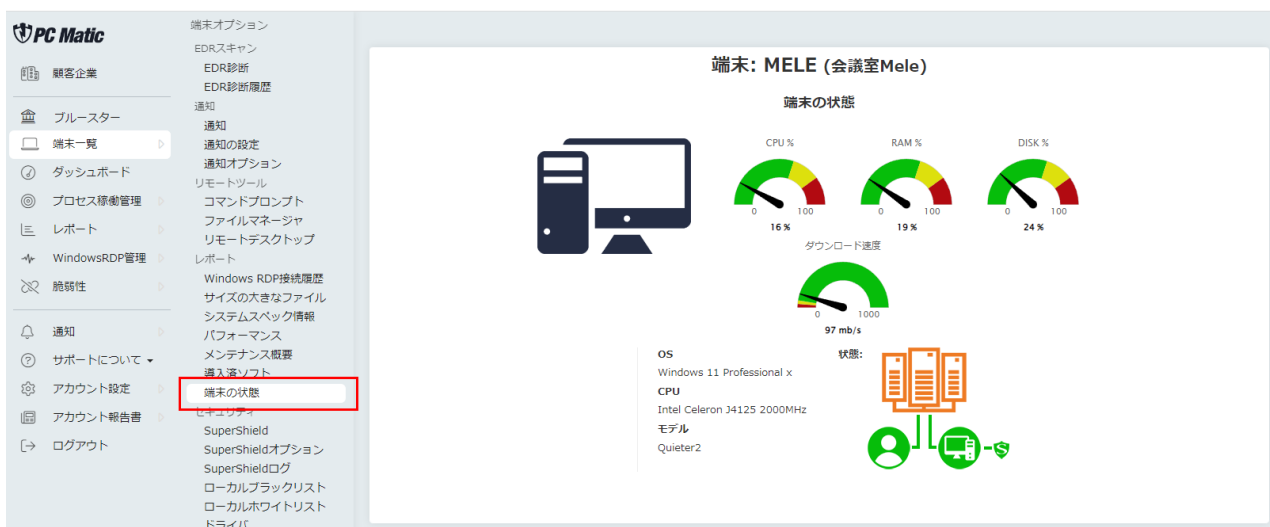 PC Matic
顧客企業
ブルースター
端末一覧
ダッシュボード
プロセス稼働管理
レポート
WindowsRDP管理
脆弱性
通知
サポートについて
アカウント設定
アカウント報告書
ログアウト
端末オプション
EDRスキャン
EDR診断
EDR診断履歴
通知
通知
通知の設定
通知オプション
リモートツール
コマンドプロンプト
ファイルマネージャ
リモートデスクトップ
レポート
Windows RDP接続履歴
サイズの大きなファイル
システムスペック情報
パフォーマンス
メンテナンス概要
導入済ソフト
端末の状態
セキュリティ
SuperShield
SuperShieldオプション
SuperShieldログ
ローカルブラックリスト
ローカルホワイトリスト
ドライバ
端末: MELE (会議室Mele)
端末の状態
CPU %
RAM %
DISK %
0 100
0 100
0 100
16 %
19 %
24 %
ダウンロード速度
0 1000
97 mb/s
OS
Windows 11 Professional x
CPU
Intel Celeron J4125 2000MHz
モデル
Quieter2
状態:
S